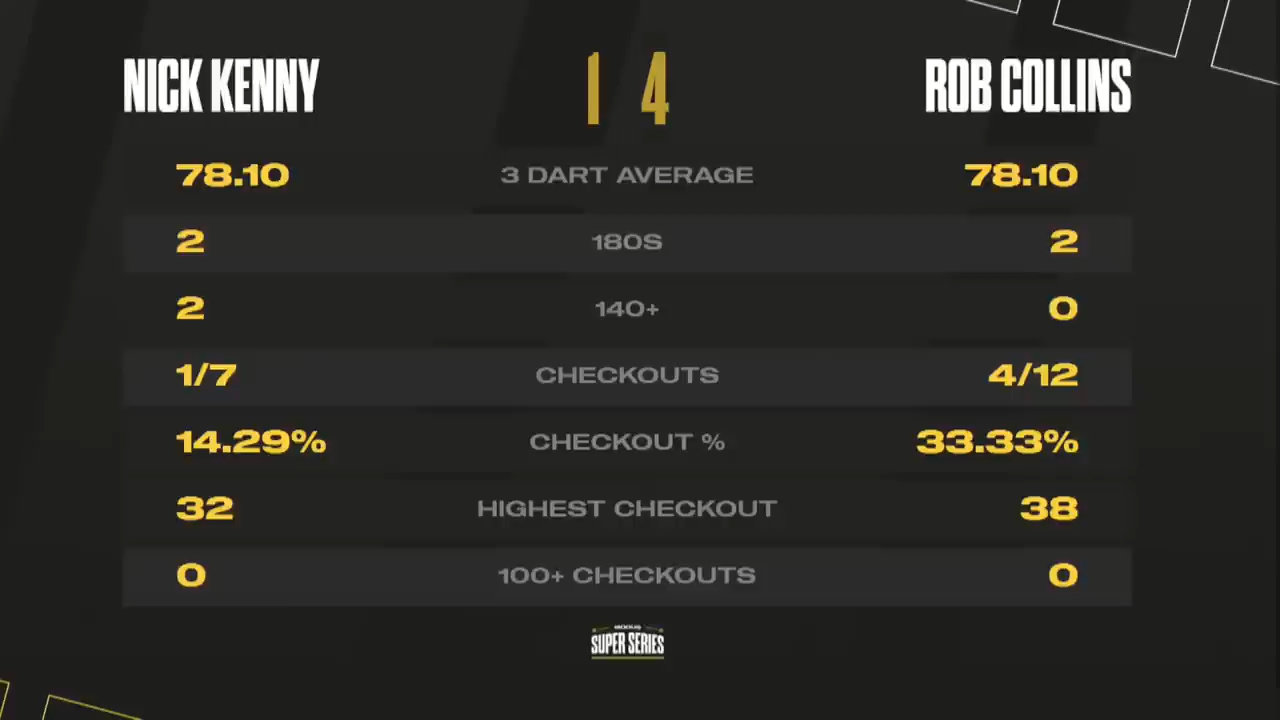 NICK KENNY 1 4 ROB COLLINS
78.10 3 DART AVERAGE 78.10
2 180S 2
2 140+ 0
1/7 CHECKOUTS 4/12
14.29% CHECKOUT % 33.33%
32 HIGHEST CHECKOUT 38
0 100+ CHECKOUTS 0
MODUS
SUPER SERIES